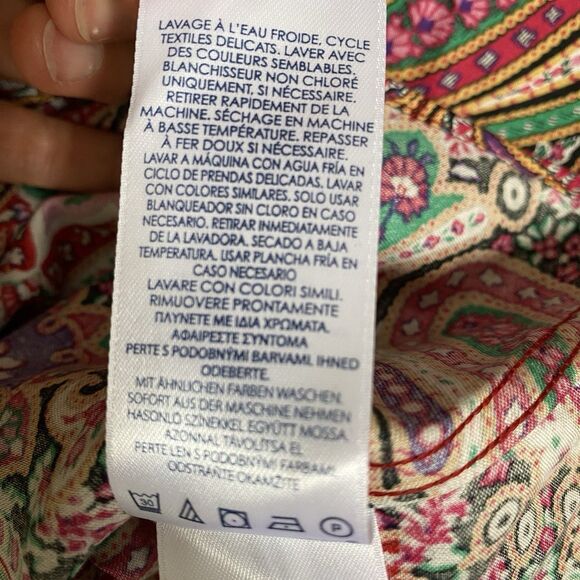 LAVAGE À L'EAU FROIDE, CYCLE
TEXTILES DELICATS. LAVER AVEC
DES COULEURS SEMBLABLES.
BLANCHISSEUR NON CHLORÉ
UNIQUEMENT, SI NÉCESSAIRE.
RETIRER RAPIDEMENT DE LA
MACHINE. SÉCHAGE EN MACHINE
À BASSE TEMPÉRATURE. REPASSER
À FER DOUX SI NÉCESSAIRE.
LAVAR A MÁQUINA CON AGUA FRÍA EN
CICLO DE PRENDAS DELICADAS. LAVAR
CON COLORES SIMILARES. SOLO USAR
BLANQUEADOR SIN CLORO EN CASO
NECESARIO. RETIRAR INMEDIATAMENTE
DE LA LAVADORA. SECADO A BAJA
TEMPERATURA. USAR PLANCHA FRÍA EN
CASO NECESARIO
LAVARE CON COLORI SIMILI.
RIMUOVERE PRONTAMENTE
ΠΛΥΝΕΤΕ ΜΕ ΙΔΙΑ ΧΡΩΜΑΤΑ.
ΑΦΑΙΡΕΣΤΕ ΣΥΝΤΟΜΑ
PERTE S PODOBNÝMI BARVAMI. IHNED
ODEBERTE.
MIT ÄHNLICHEN FARBEN WASCHEN.
SOFORT AUS DER MASCHINE NEHMEN
HASONLÓ SZÍNEKKEL EGYÜTT MOSSA.
AZONNAL TÁVOLÍTSA EL
PERTE LEN S PODOBNÝMI FARBAMI.
ODSTRÁŇTE OKAMŽITE
30 P